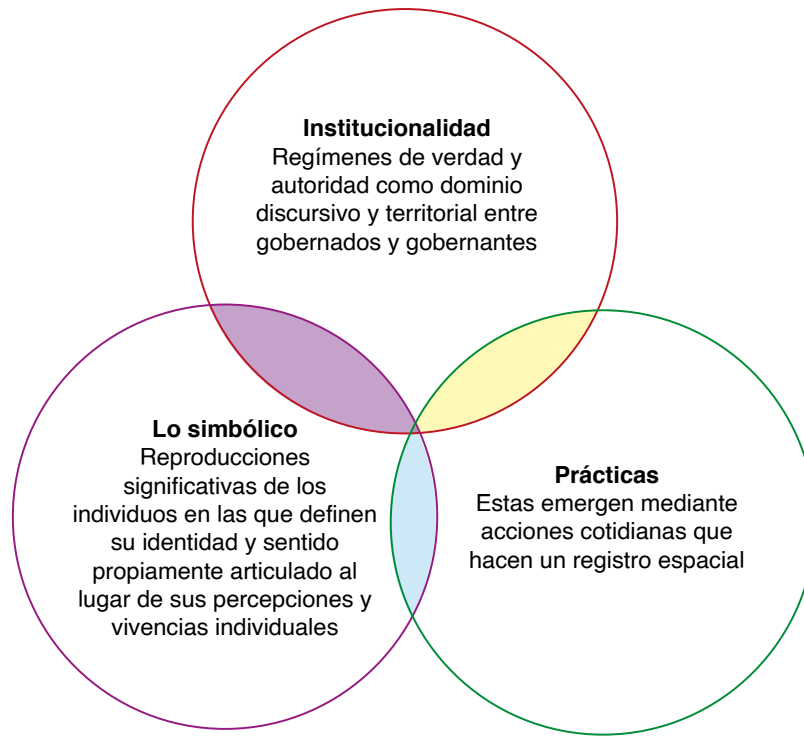 Institucionalidad
Regímenes de verdad y
autoridad como dominio
discursivo y territorial entre
gobernados y gobernantes
Lo simbólico
Reproducciones
significativas de los
individuos en las que definen
su identidad y sentido
propiamente articulado al
lugar de sus percepciones y
vivencias individuales
Prácticas
Estas emergen mediante
acciones cotidianas que
hacen un registro espacial